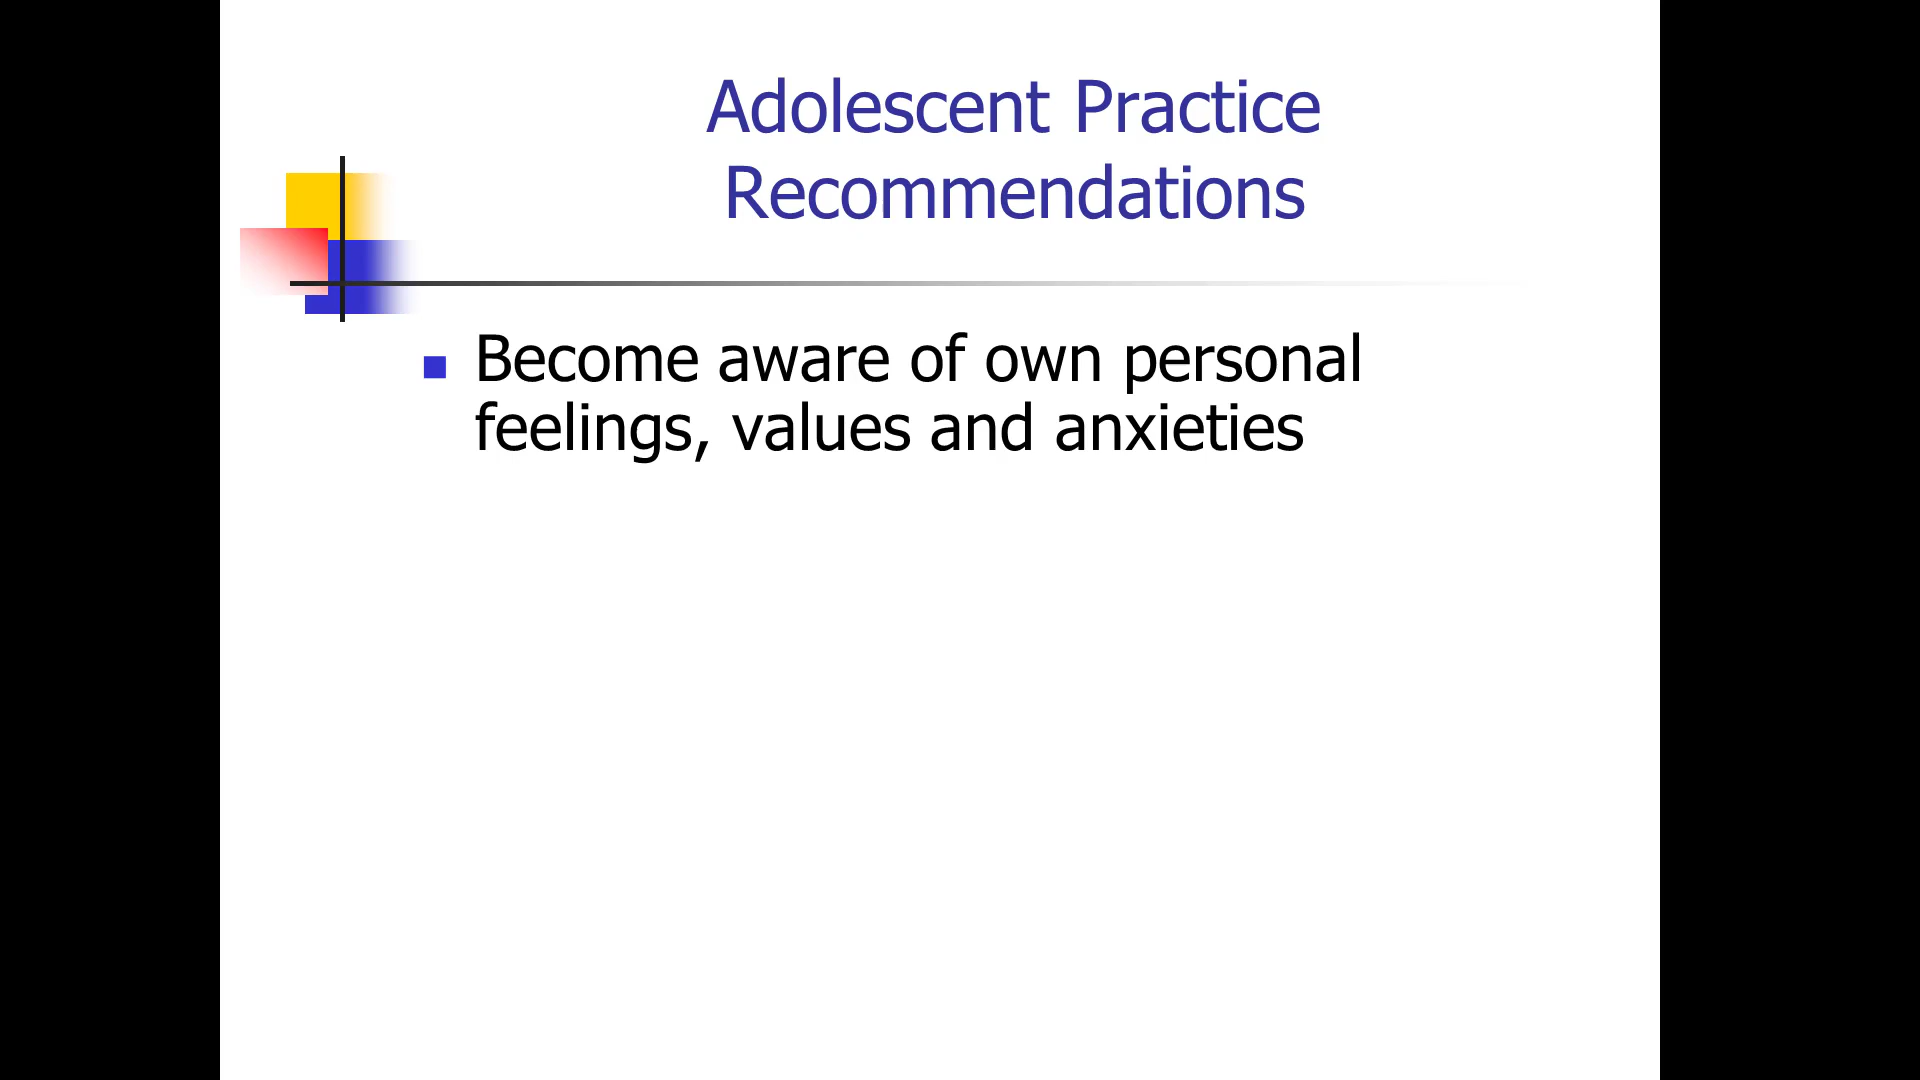 Adolescent Practice
Recommendations
Become aware of own personal
feelings, values and anxieties